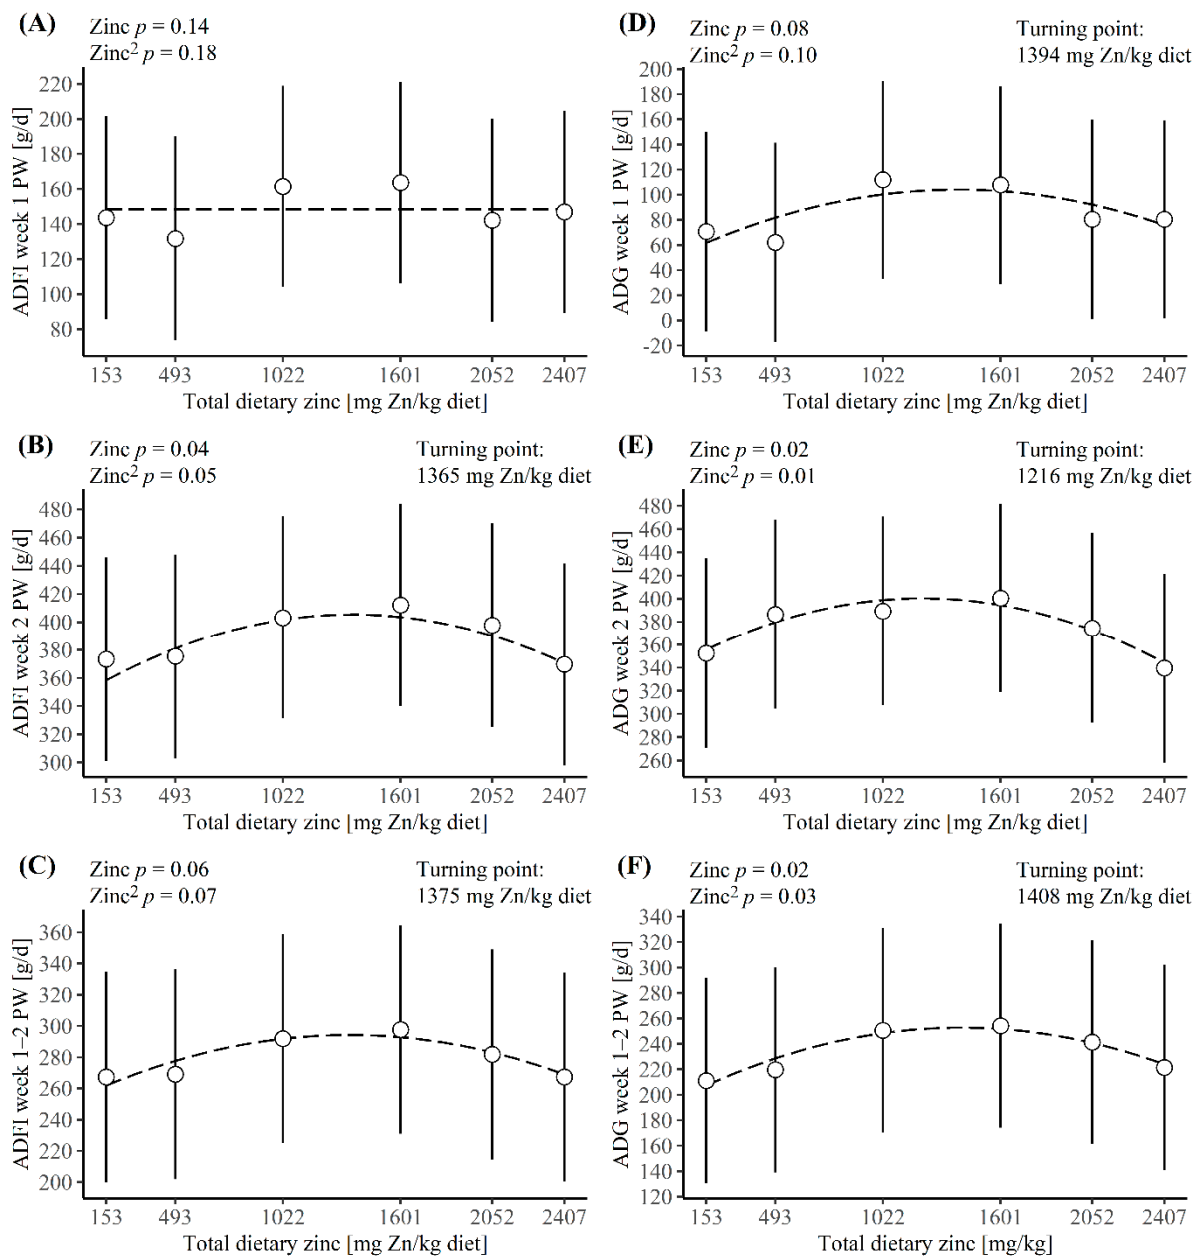 (A)
Zinc p = 0.14
Zinc² p = 0.18
ADFI week 1 PW [g/d]
220
200
180
160
140
120
100
80
153 493 1022 1601 2052 2407
Total dietary zinc [mg Zn/kg diet]
(D)
Zinc p = 0.08
Zinc² p = 0.10
Turning point:
1394 mg Zn/kg diet
ADG week 1 PW [g/d]
200
180
160
140
120
100
80
60
40
20
0
-20
153 493 1022 1601 2052 2407
Total dietary zinc [mg Zn/kg diet]
(B)
Zinc p = 0.04
Zinc² p = 0.05
Turning point:
1365 mg Zn/kg diet
ADFI week 2 PW [g/d]
480
460
440
420
400
380
360
340
320
300
153 493 1022 1601 2052 2407
Total dietary zinc [mg Zn/kg diet]
(E)
Zinc p = 0.02
Zinc² p = 0.01
Turning point:
1216 mg Zn/kg diet
ADG week 2 PW [g/d]
480
460
440
420
400
380
360
340
320
300
280
260
153 493 1022 1601 2052 2407
Total dietary zinc [mg Zn/kg diet]
(C)
Zinc p = 0.06
Zinc² p = 0.07
Turning point:
1375 mg Zn/kg diet
ADFI week 1–2 PW [g/d]
360
340
320
300
280
260
240
220
200
153 493 1022 1601 2052 2407
Total dietary zinc [mg Zn/kg diet]
(F)
Zinc p = 0.02
Zinc² p = 0.03
Turning point:
1408 mg Zn/kg diet
ADG week 1–2 PW [g/d]
340
320
300
280
260
240
220
200
180
160
140
120
153 493 1022 1601 2052 2407
Total dietary zinc [mg/kg]